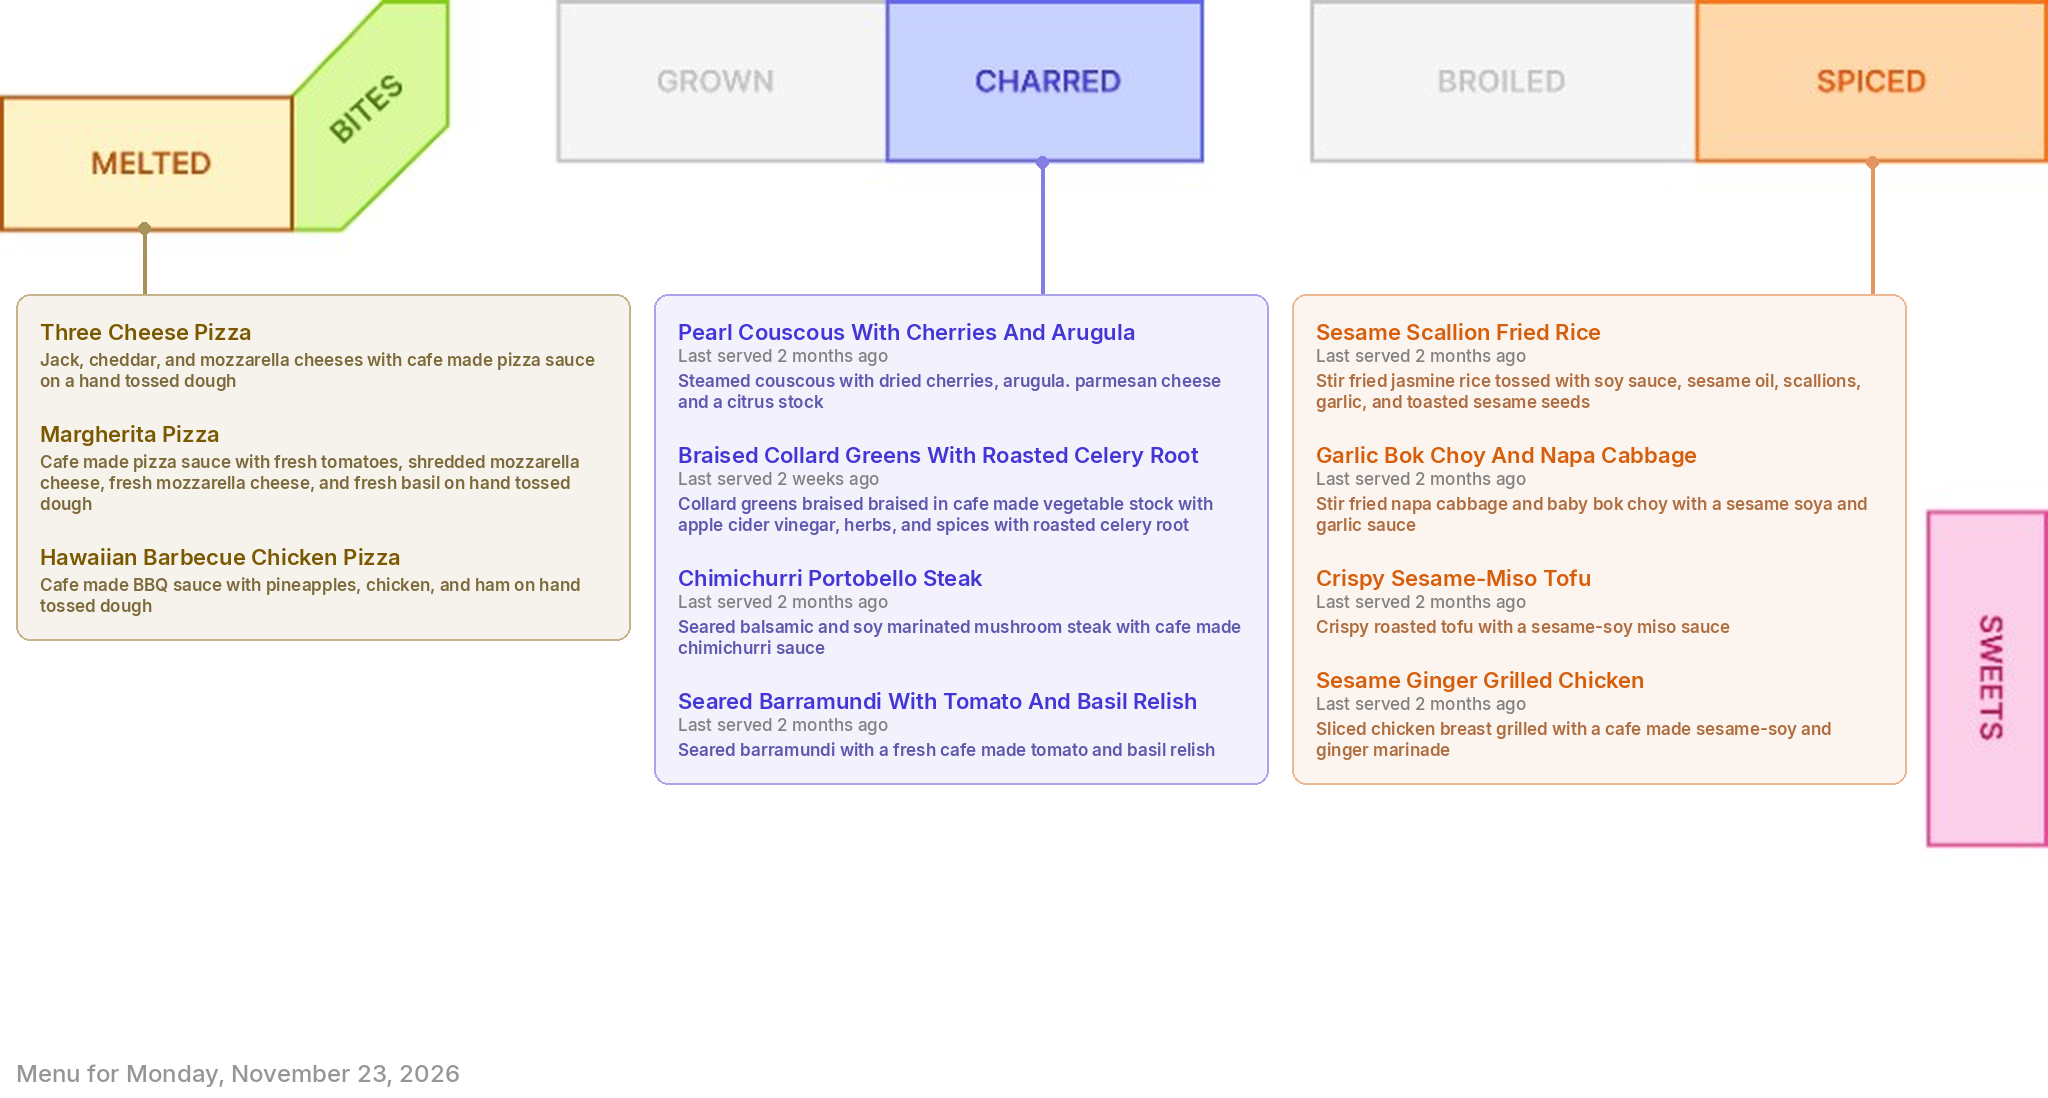 BITES
GROWN
CHARRED
BROILED
SPICED
MELTED
Three Cheese Pizza
Jack, cheddar, and mozzarella cheeses with cafe made pizza sauce
on a hand tossed dough
Margherita Pizza
Cafe made pizza sauce with fresh tomatoes, shredded mozzarella
cheese, fresh mozzarella cheese, and fresh basil on hand tossed
dough
Hawaiian Barbecue Chicken Pizza
Cafe made BBQ sauce with pineapples, chicken, and ham on hand
tossed dough
Pearl Couscous With Cherries And Arugula
Last served 2 months ago
Steamed couscous with dried cherries, arugula. parmesan cheese
and a citrus stock
Braised Collard Greens With Roasted Celery Root
Last served 2 weeks ago
Collard greens braised braised in cafe made vegetable stock with
apple cider vinegar, herbs, and spices with roasted celery root
Chimichurri Portobello Steak
Last served 2 months ago
Seared balsamic and soy marinated mushroom steak with cafe made
chimichurri sauce
Seared Barramundi With Tomato And Basil Relish
Last served 2 months ago
Seared barramundi with a fresh cafe made tomato and basil relish
Sesame Scallion Fried Rice
Last served 2 months ago
Stir fried jasmine rice tossed with soy sauce, sesame oil, scallions,
garlic, and toasted sesame seeds
Garlic Bok Choy And Napa Cabbage
Last served 2 months ago
Stir fried napa cabbage and baby bok choy with a sesame soya and
garlic sauce
Crispy Sesame-Miso Tofu
Last served 2 months ago
Crispy roasted tofu with a sesame-soy miso sauce
Sesame Ginger Grilled Chicken
Last served 2 months ago
Sliced chicken breast grilled with a cafe made sesame-soy and
ginger marinade
SWEETS
Menu for Monday, November 23, 2026